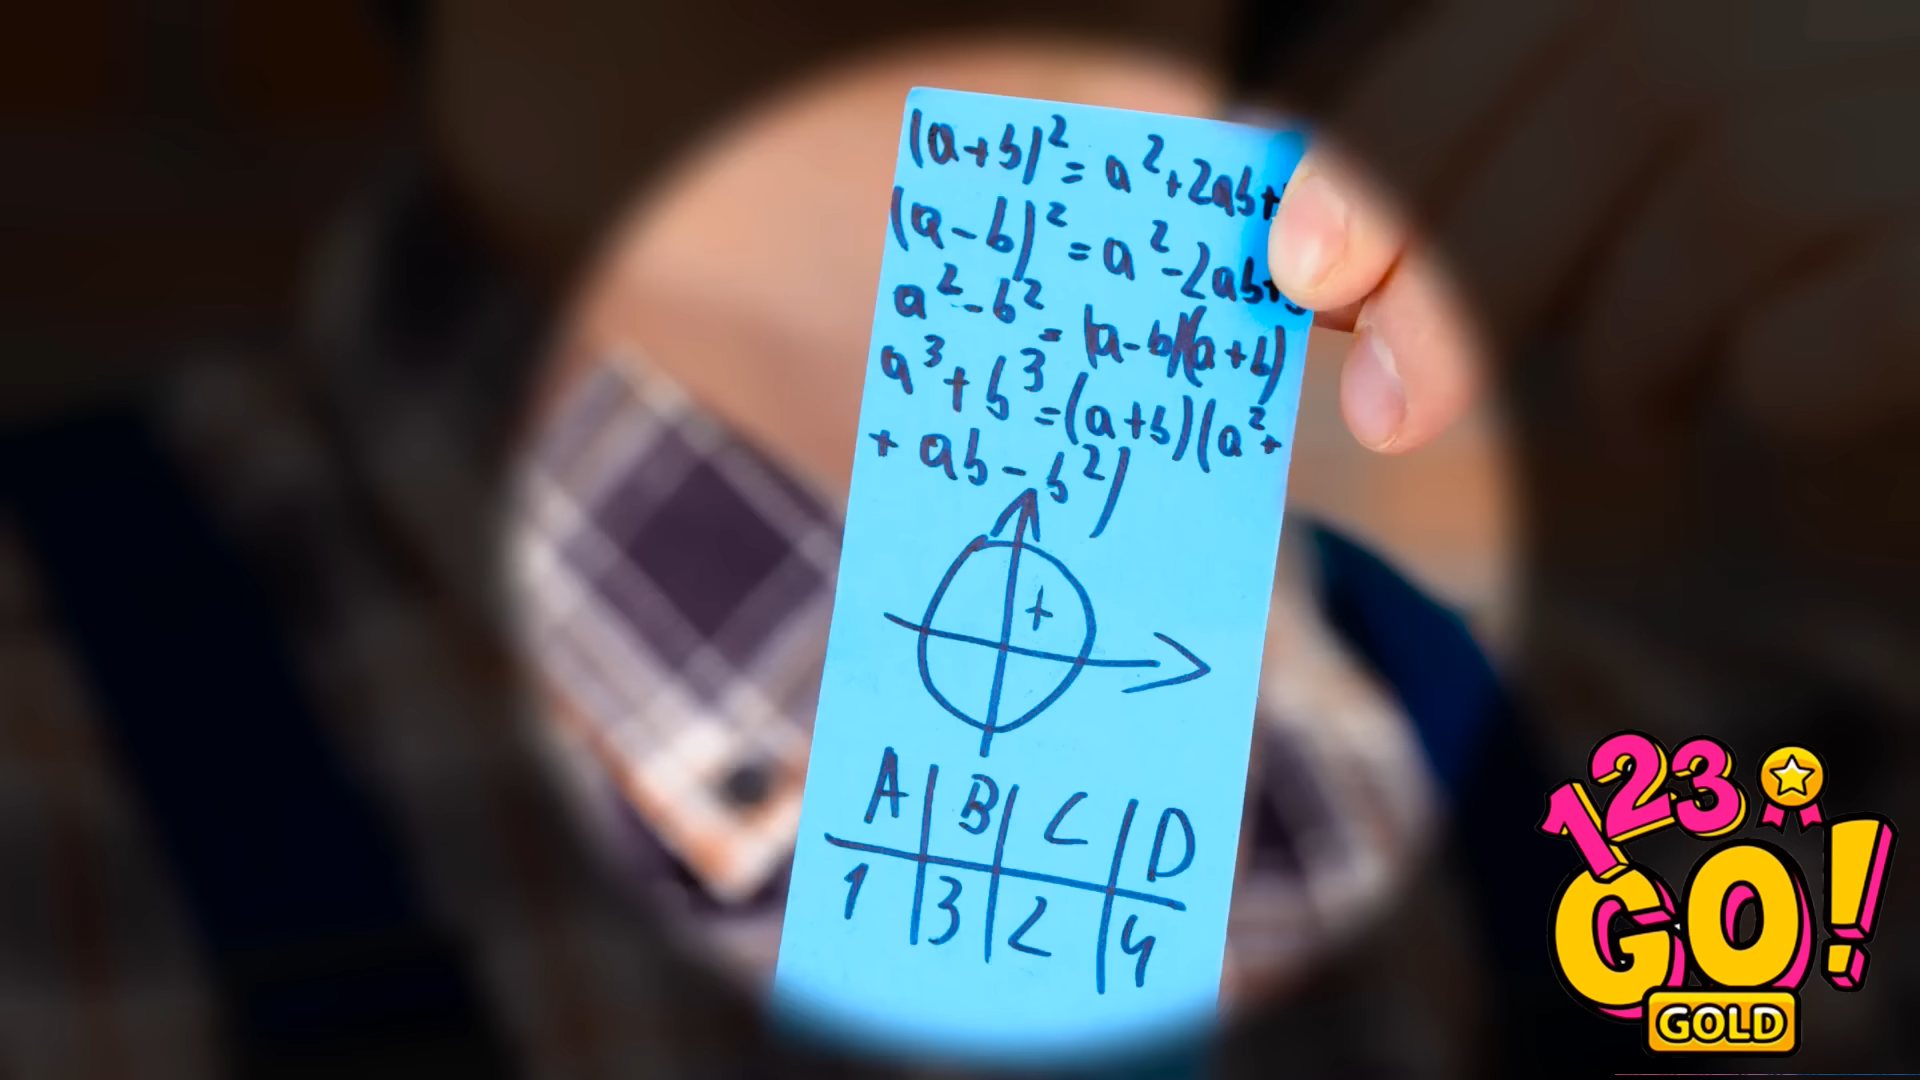 (a+b)² = a²+2ab+
(a-b)² = a²-2ab+
a²-b² = (a-b)(a+b)
a³+b³=(a+b)(a²+
+ ab-b²)
+
A | B | C | D
1 | 3 | 2 | 4
123
GO!
GOLD